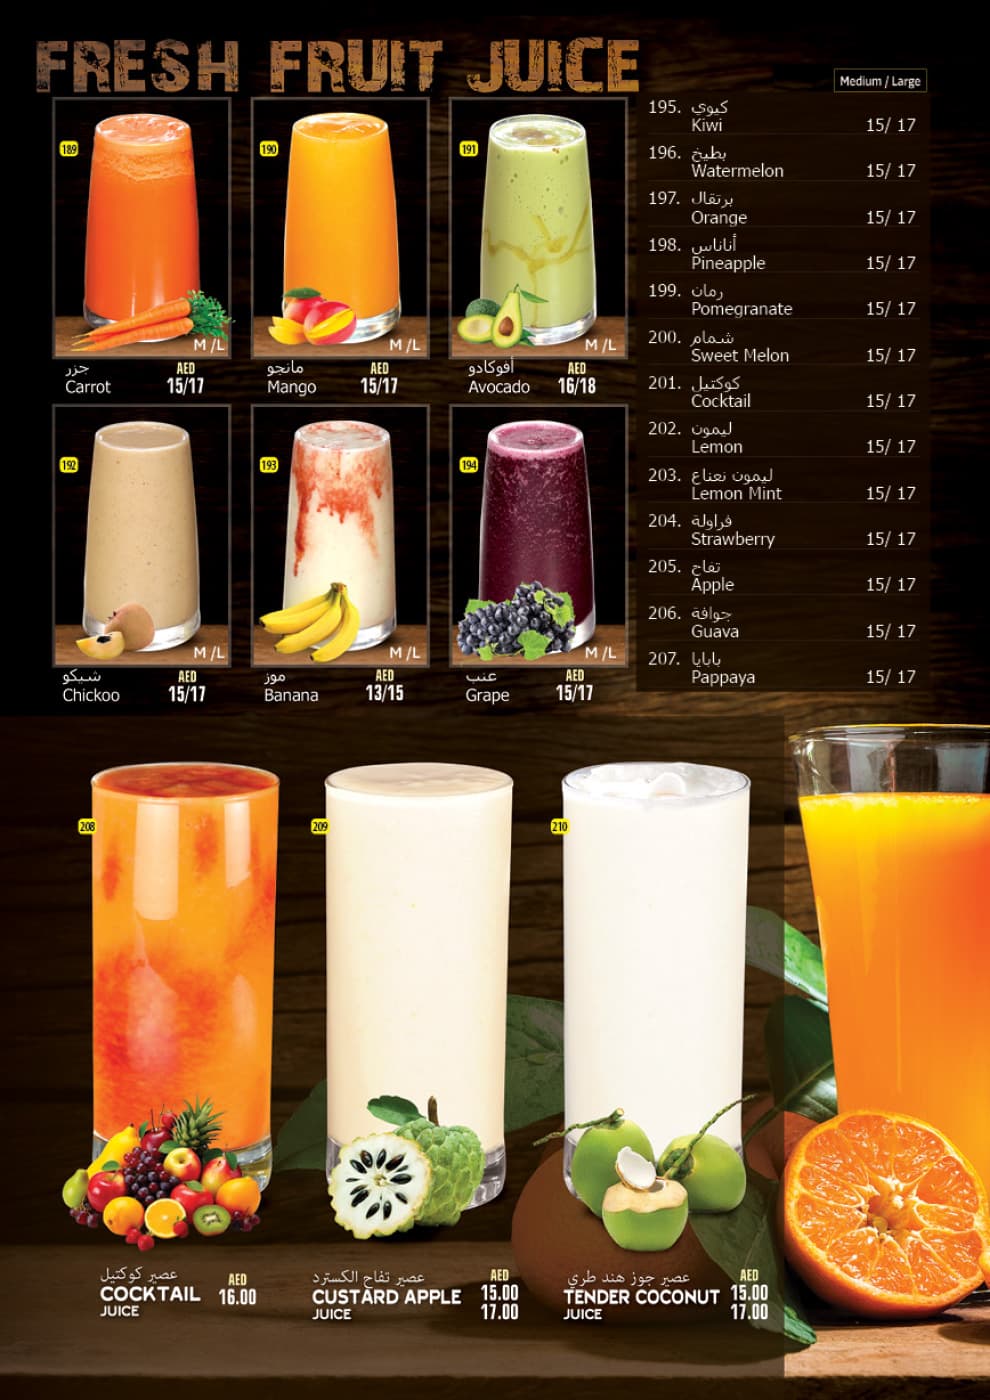 FRESH FRUIT JUICE
189
M /L
جزر
Carrot
AED
15/17
190
M /L
مانجو
Mango
AED
15/17
191
M /L
أفوكادو
Avocado
AED
16/18
192
M /L
شيكو
Chickoo
AED
15/17
193
M /L
موز
Banana
AED
13/15
194
M /L
عنب
Grape
AED
15/17
Medium / Large
195. كيوي
Kiwi 15/ 17
196. بطيخ
Watermelon 15/ 17
197. برتقال
Orange 15/ 17
198. أناناس
Pineapple 15/ 17
199. رمان
Pomegranate 15/ 17
200. شمام
Sweet Melon 15/ 17
201. كوكتيل
Cocktail 15/ 17
202. ليمون
Lemon 15/ 17
203. ليمون نعناع
Lemon Mint 15/ 17
204. فراولة
Strawberry 15/ 17
205. تفاح
Apple 15/ 17
206. جوافة
Guava 15/ 17
207. بابايا
Pappaya 15/ 17
208
عصير كوكتيل
COCKTAIL
JUICE
AED
16.00
209
عصير تفاح الكسترد
CUSTARD APPLE
JUICE
AED
15.00
17.00
210
عصير جوز هند طري
TENDER COCONUT
JUICE
AED
15.00
17.00